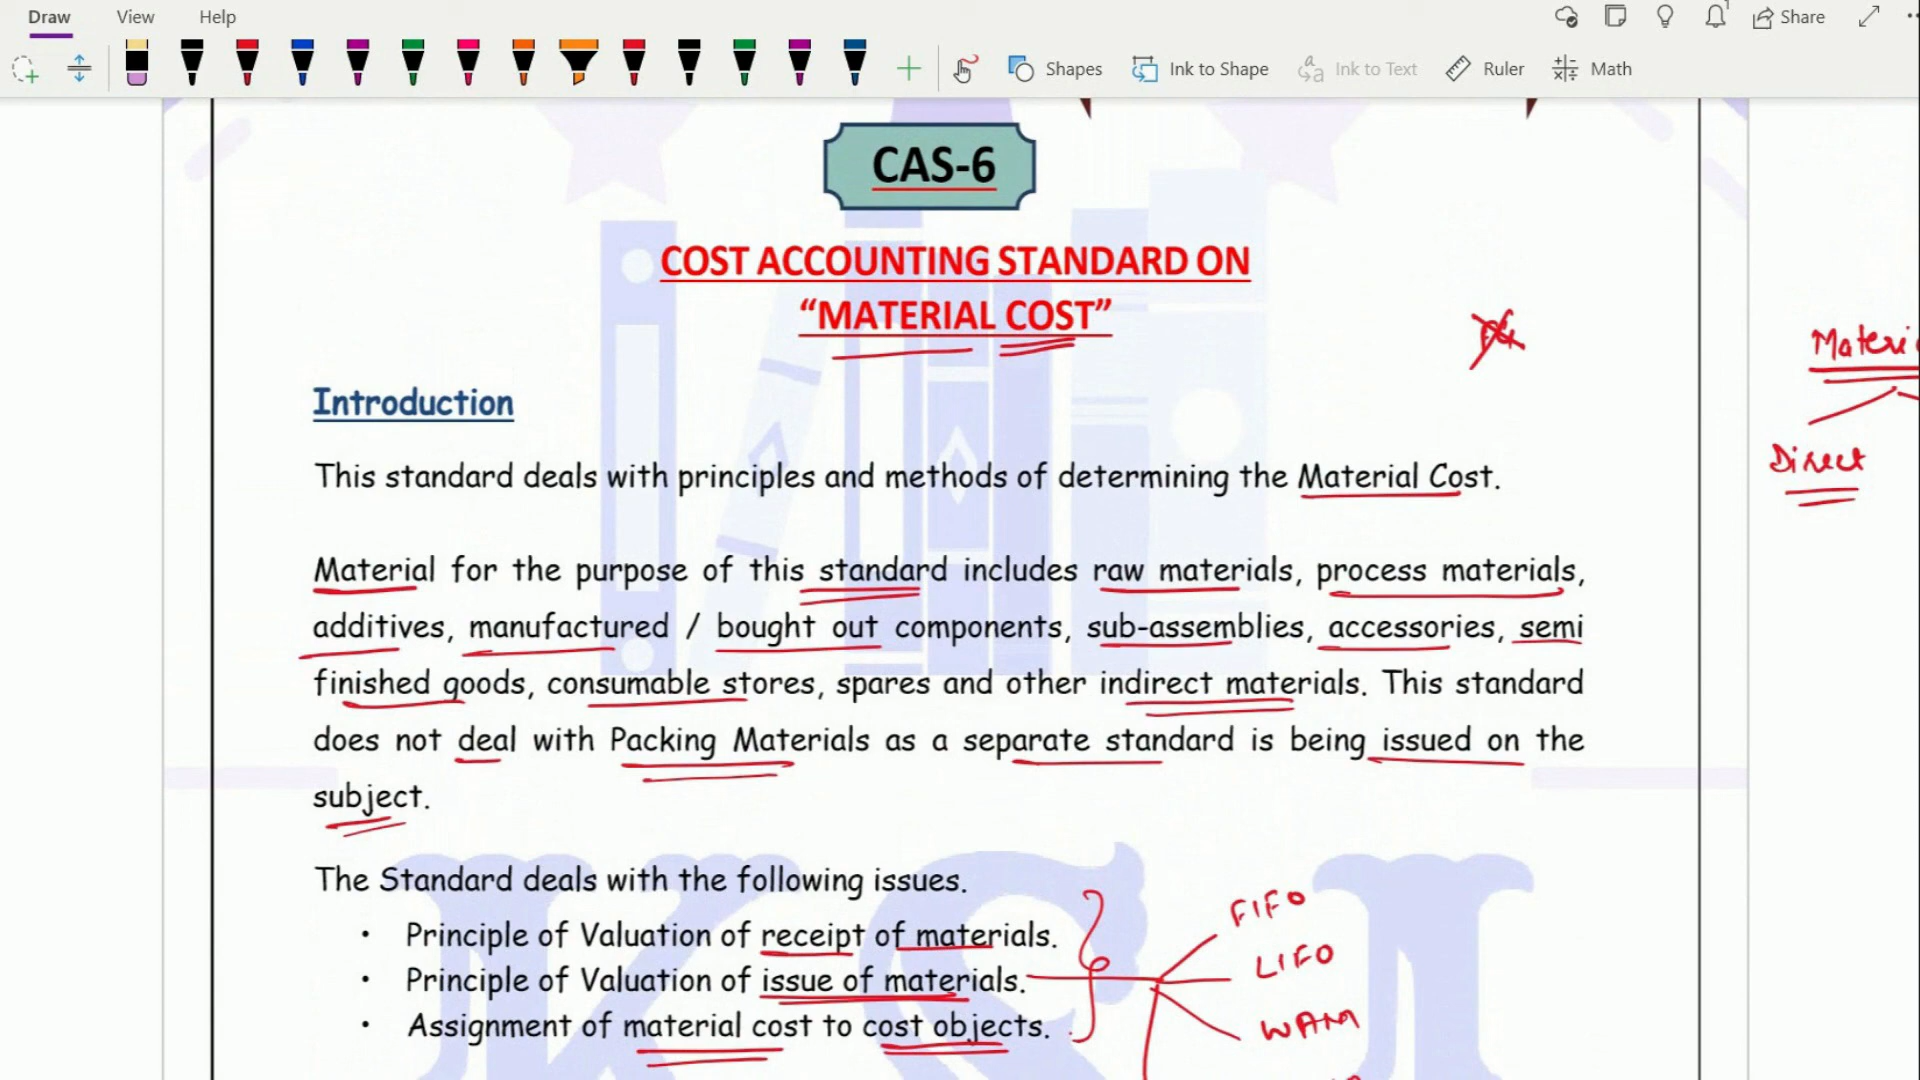 Draw View Help
Share
Shapes Ink to Shape Ink to Text Ruler Math
CAS-6
COST ACCOUNTING STANDARD ON
“MATERIAL COST”
Introduction
This standard deals with principles and methods of determining the Material Cost.
Material for the purpose of this standard includes raw materials, process materials,
additives, manufactured / bought out components, sub-assemblies, accessories, semi
finished goods, consumable stores, spares and other indirect materials. This standard
does not deal with Packing Materials as a separate standard is being issued on the
subject.
The Standard deals with the following issues.
• Principle of Valuation of receipt of materials.
• Principle of Valuation of issue of materials.
• Assignment of material cost to cost objects.
FIFO
LIFO
WAM
Materi
Direct
KSI